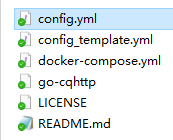 config.yml
config_template.yml
docker-compose.yml
go-cqhttp
LICENSE
README.md